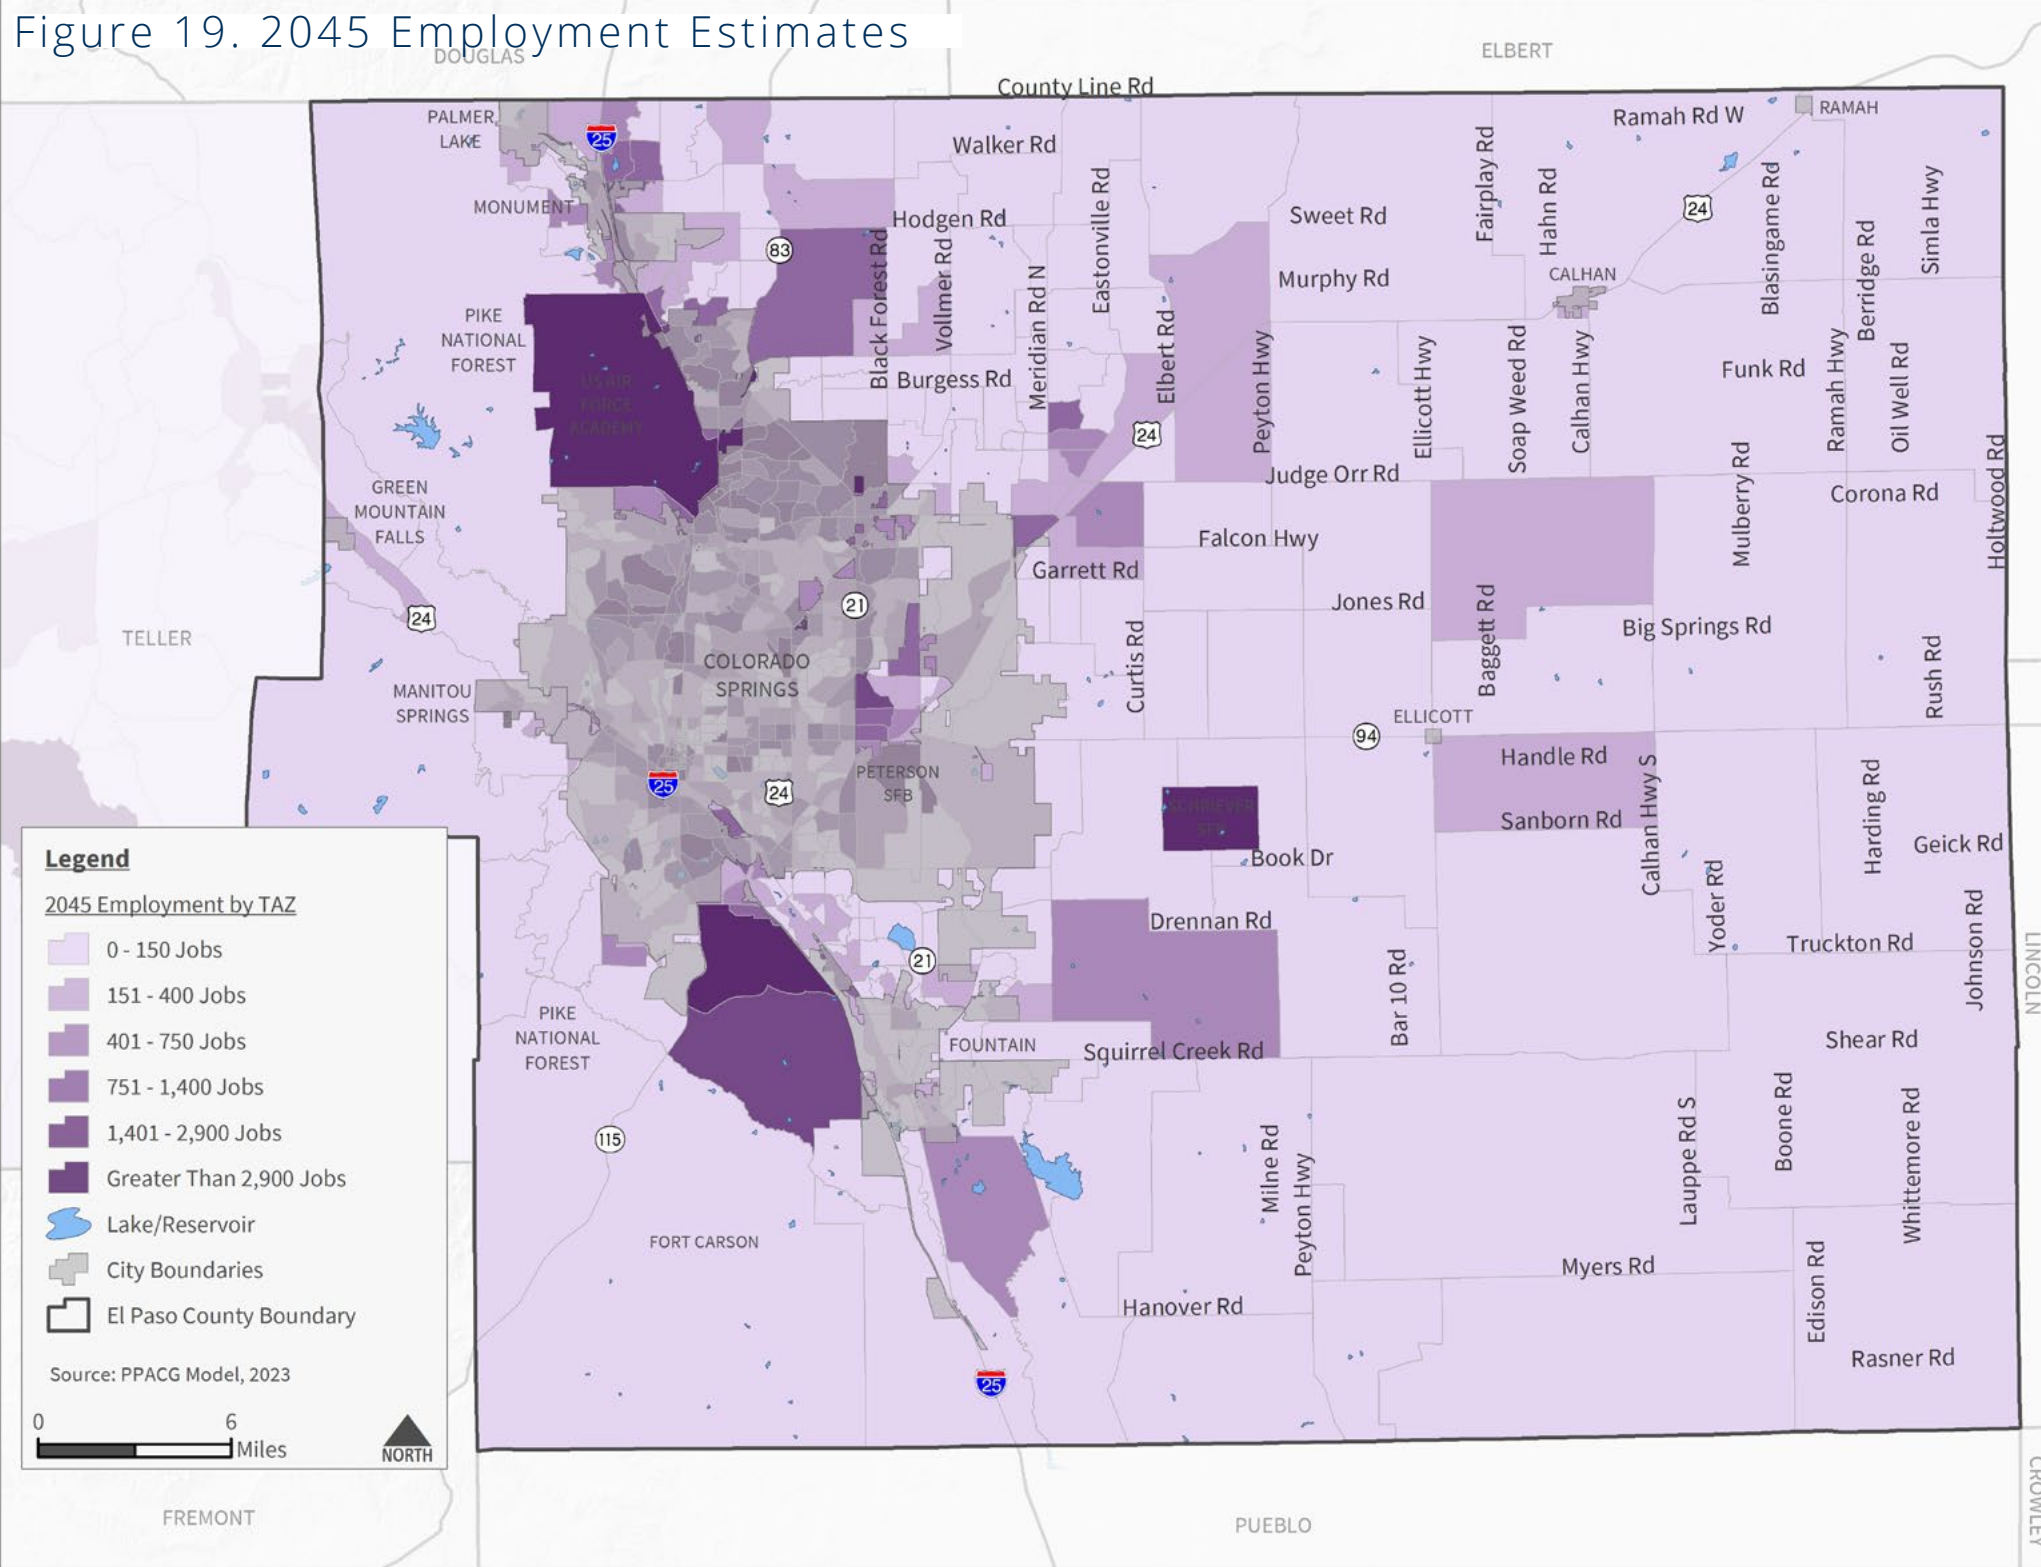 Figure 19. 2045 Employment Estimates
DOUGLAS
ELBERT
County Line Rd
PALMER
LAKE
25
Walker Rd
Ramah Rd W
RAMAH
MONUMENT
Hodgen Rd
Sweet Rd
24
83
Murphy Rd
CALHAN
Fairplay Rd
Hahn Rd
Blasingame Rd
Berridge Rd
Simla Hwy
Black Forest Rd
Vollmer Rd
Meridian Rd N
Eastonville Rd
Elbert Rd
Peyton Hwy
Ellicott Hwy
Soap Weed Rd
Calhan Hwy
Ramah Hwy
Oil Well Rd
PIKE
NATIONAL
FOREST
US AIR
FORCE
ACADEMY
Burgess Rd
Funk Rd
24
Judge Orr Rd
Mulberry Rd
Corona Rd
Holtwood Rd
GREEN
MOUNTAIN
FALLS
Falcon Hwy
Garrett Rd
24
21
Jones Rd
Baggett Rd
Big Springs Rd
TELLER
Curtis Rd
Rush Rd
COLORADO
SPRINGS
MANITOU
SPRINGS
ELLICOTT
94
Handle Rd
25
24
PETERSON
SFB
SCHRIEVER
SFB
Sanborn Rd
Calhan Hwy S
Harding Rd
Geick Rd
Book Dr
Yoder Rd
Drennan Rd
Truckton Rd
Johnson Rd
LINCOLN
21
Bar 10 Rd
PIKE
NATIONAL
FOREST
FOUNTAIN
Squirrel Creek Rd
Shear Rd
115
Milne Rd
Peyton Hwy
Lauppe Rd S
Boone Rd
Whittemore Rd
FORT CARSON
Myers Rd
Hanover Rd
Edison Rd
Rasner Rd
25
Legend
2045 Employment by TAZ
0 - 150 Jobs
151 - 400 Jobs
401 - 750 Jobs
751 - 1,400 Jobs
1,401 - 2,900 Jobs
Greater Than 2,900 Jobs
Lake/Reservoir
City Boundaries
El Paso County Boundary
Source: PPACG Model, 2023
0
6
Miles
NORTH
FREMONT
PUEBLO
CROWLEY